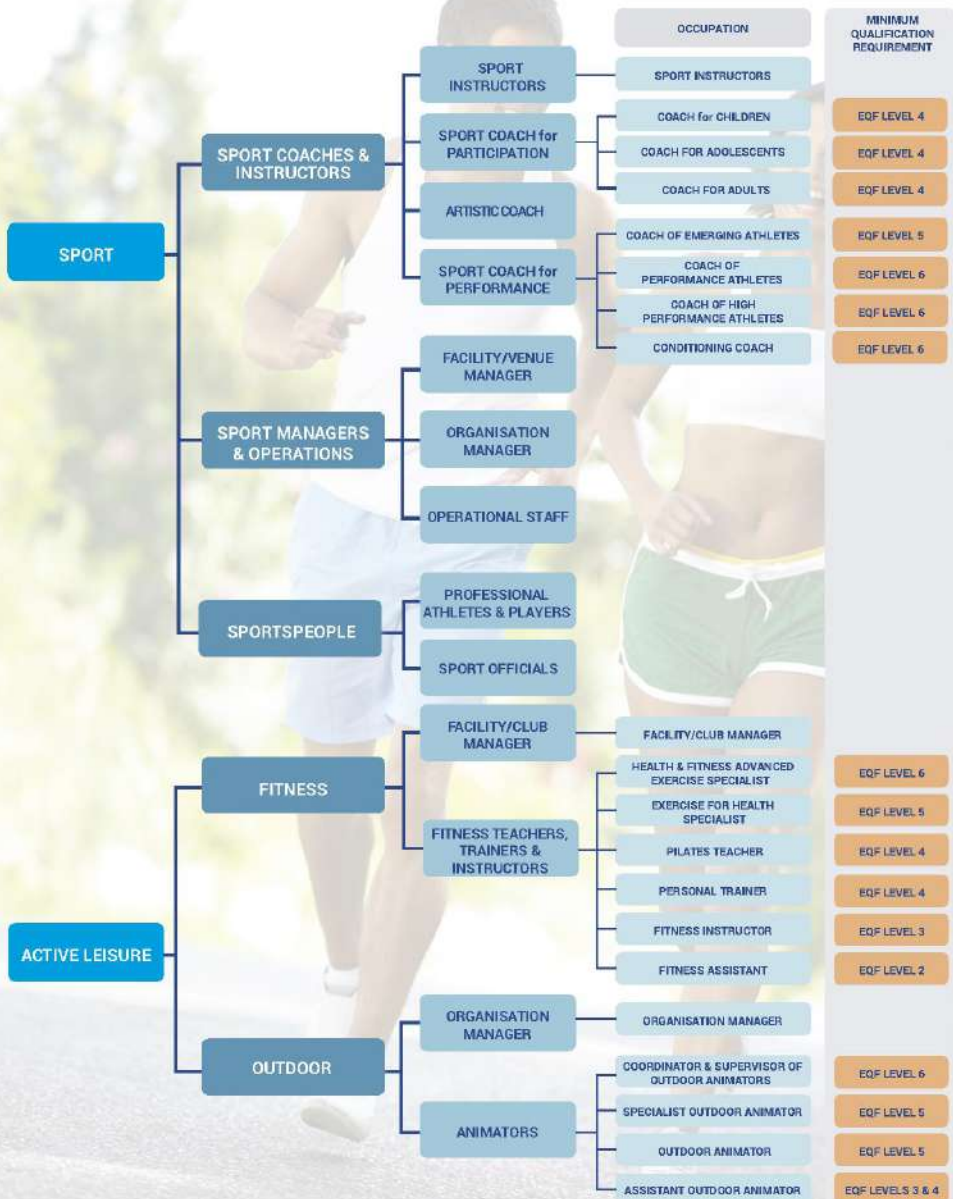 OCCUPATION
MINIMUM
QUALIFICATION
REQUIREMENT
SPORT
SPORT COACHES &
INSTRUCTORS
SPORT
INSTRUCTORS
SPORT INSTRUCTORS
SPORT COACH for
PARTICIPATION
COACH for CHILDREN
EQF LEVEL 4
COACH FOR ADOLESCENTS
EQF LEVEL 4
COACH FOR ADULTS
EQF LEVEL 4
ARTISTIC COACH
SPORT COACH for
PERFORMANCE
COACH OF EMERGING ATHLETES
EQF LEVEL 5
COACH OF
PERFORMANCE ATHLETES
EQF LEVEL 6
COACH OF HIGH
PERFORMANCE ATHLETES
EQF LEVEL 6
CONDITIONING COACH
EQF LEVEL 6
SPORT MANAGERS
& OPERATIONS
FACILITY/VENUE
MANAGER
ORGANISATION
MANAGER
OPERATIONAL STAFF
SPORTSPEOPLE
PROFESSIONAL
ATHLETES & PLAYERS
SPORT OFFICIALS
ACTIVE LEISURE
FITNESS
FACILITY/CLUB
MANAGER
FACILITY/CLUB MANAGER
FITNESS TEACHERS,
TRAINERS &
INSTRUCTORS
HEALTH & FITNESS ADVANCED
EXERCISE SPECIALIST
EQF LEVEL 6
EXERCISE FOR HEALTH
SPECIALIST
EQF LEVEL 5
PILATES TEACHER
EQF LEVEL 4
PERSONAL TRAINER
EQF LEVEL 4
FITNESS INSTRUCTOR
EQF LEVEL 3
FITNESS ASSISTANT
EQF LEVEL 2
OUTDOOR
ORGANISATION
MANAGER
ORGANISATION MANAGER
ANIMATORS
COORDINATOR & SUPERVISOR OF
OUTDOOR ANIMATORS
EQF LEVEL 6
SPECIALIST OUTDOOR ANIMATOR
EQF LEVEL 5
OUTDOOR ANIMATOR
EQF LEVEL 5
ASSISTANT OUTDOOR ANIMATOR
EQF LEVELS 3 & 4